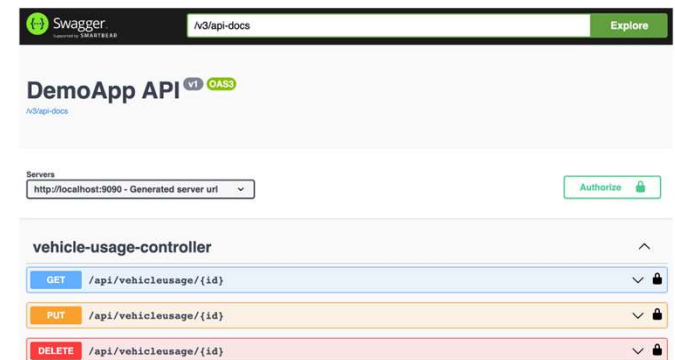 Swagger.
Supported by SMARTBEAR
/v3/api-docs
Explore
DemoApp API v1 OAS3
/v3/api-docs
Servers
http://localhost:9090 - Generated server url
Authorize
vehicle-usage-controller
GET /api/vehicleusage/{id}
PUT /api/vehicleusage/{id}
DELETE /api/vehicleusage/{id}